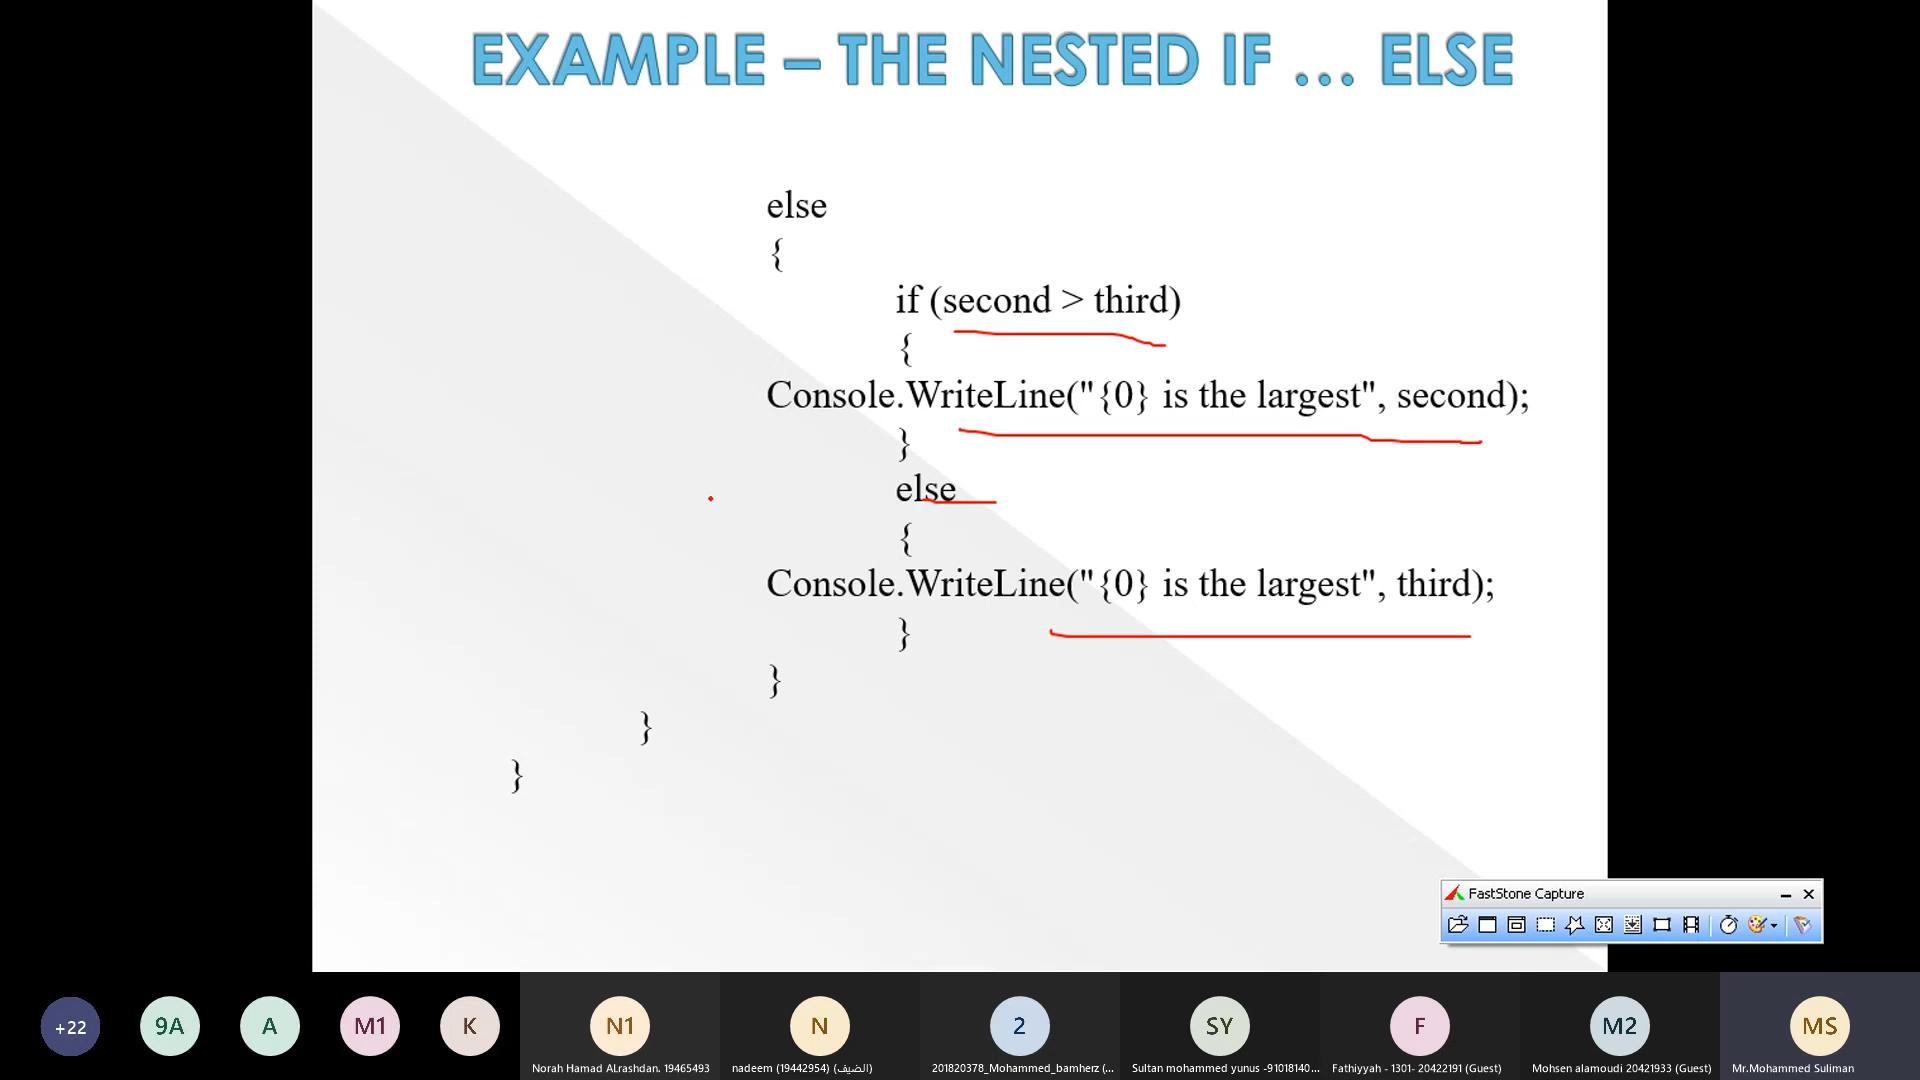 EXAMPLE – THE NESTED IF … ELSE
else
{
if (second > third)
{
Console.WriteLine("{0} is the largest", second);
}
else
{
Console.WriteLine("{0} is the largest", third);
}
}
}
}
FastStone Capture
+22
9A
A
M1
K
N1
N
2
SY
F
M2
MS
Norah Hamad ALrashdan. 19465493
nadeem (19442954) (الضيف)
201820378_Mohammed_bamherz (...
Sultan mohammed yunus -91018140...
Fathiyyah - 1301- 20422191 (Guest)
Mohsen alamoudi 20421933 (Guest)
Mr.Mohammed Suliman